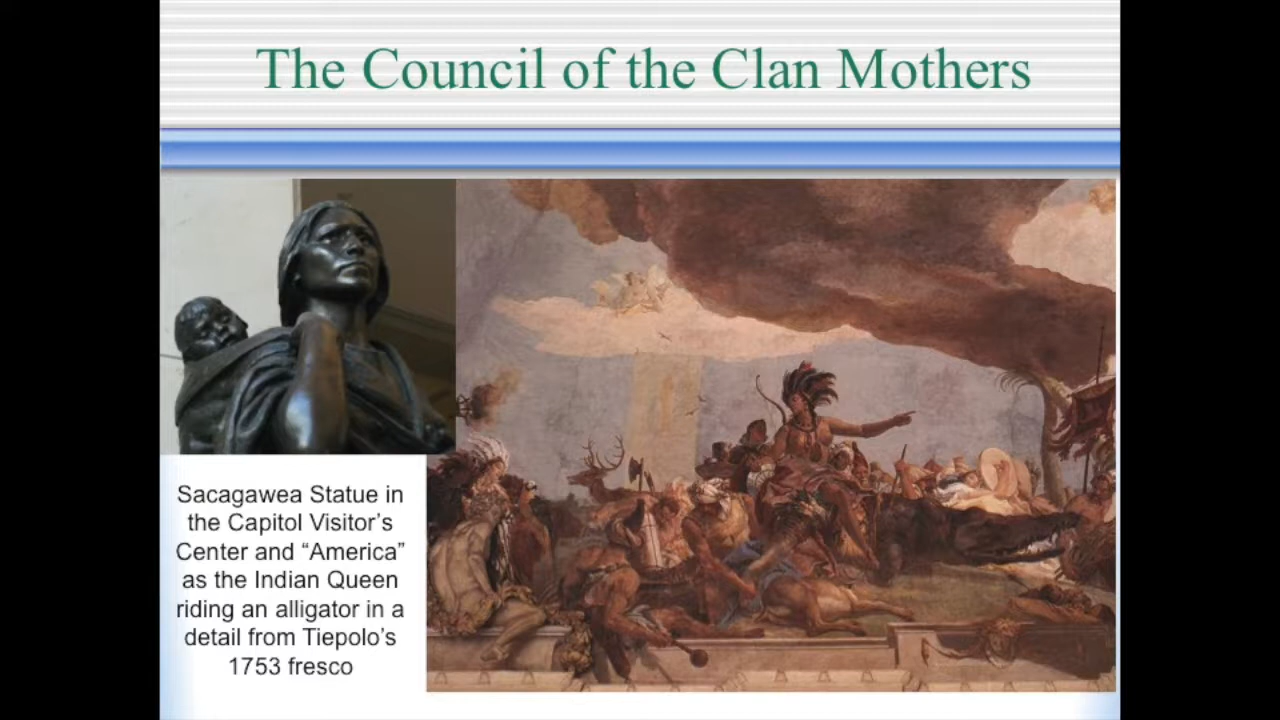 The Council of the Clan Mothers
Sacagawea Statue in
the Capitol Visitor’s
Center and “America”
as the Indian Queen
riding an alligator in a
detail from Tiepolo’s
1753 fresco